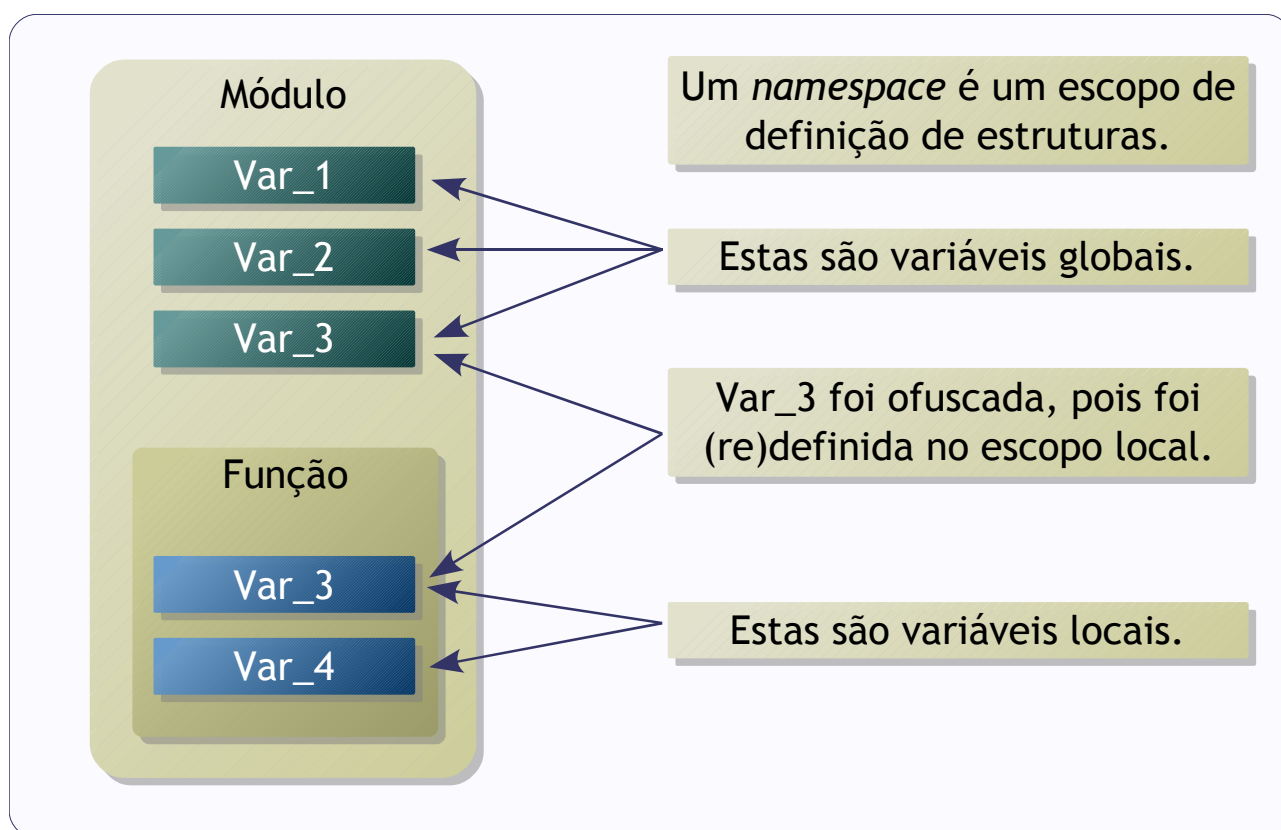 Módulo
Var_1
Var_2
Var_3
Função
Var_3
Var_4
Um namespace é um escopo de
definição de estruturas.
Estas são variáveis globais.
Var_3 foi ofuscada, pois foi
(re)definida no escopo local.
Estas são variáveis locais.